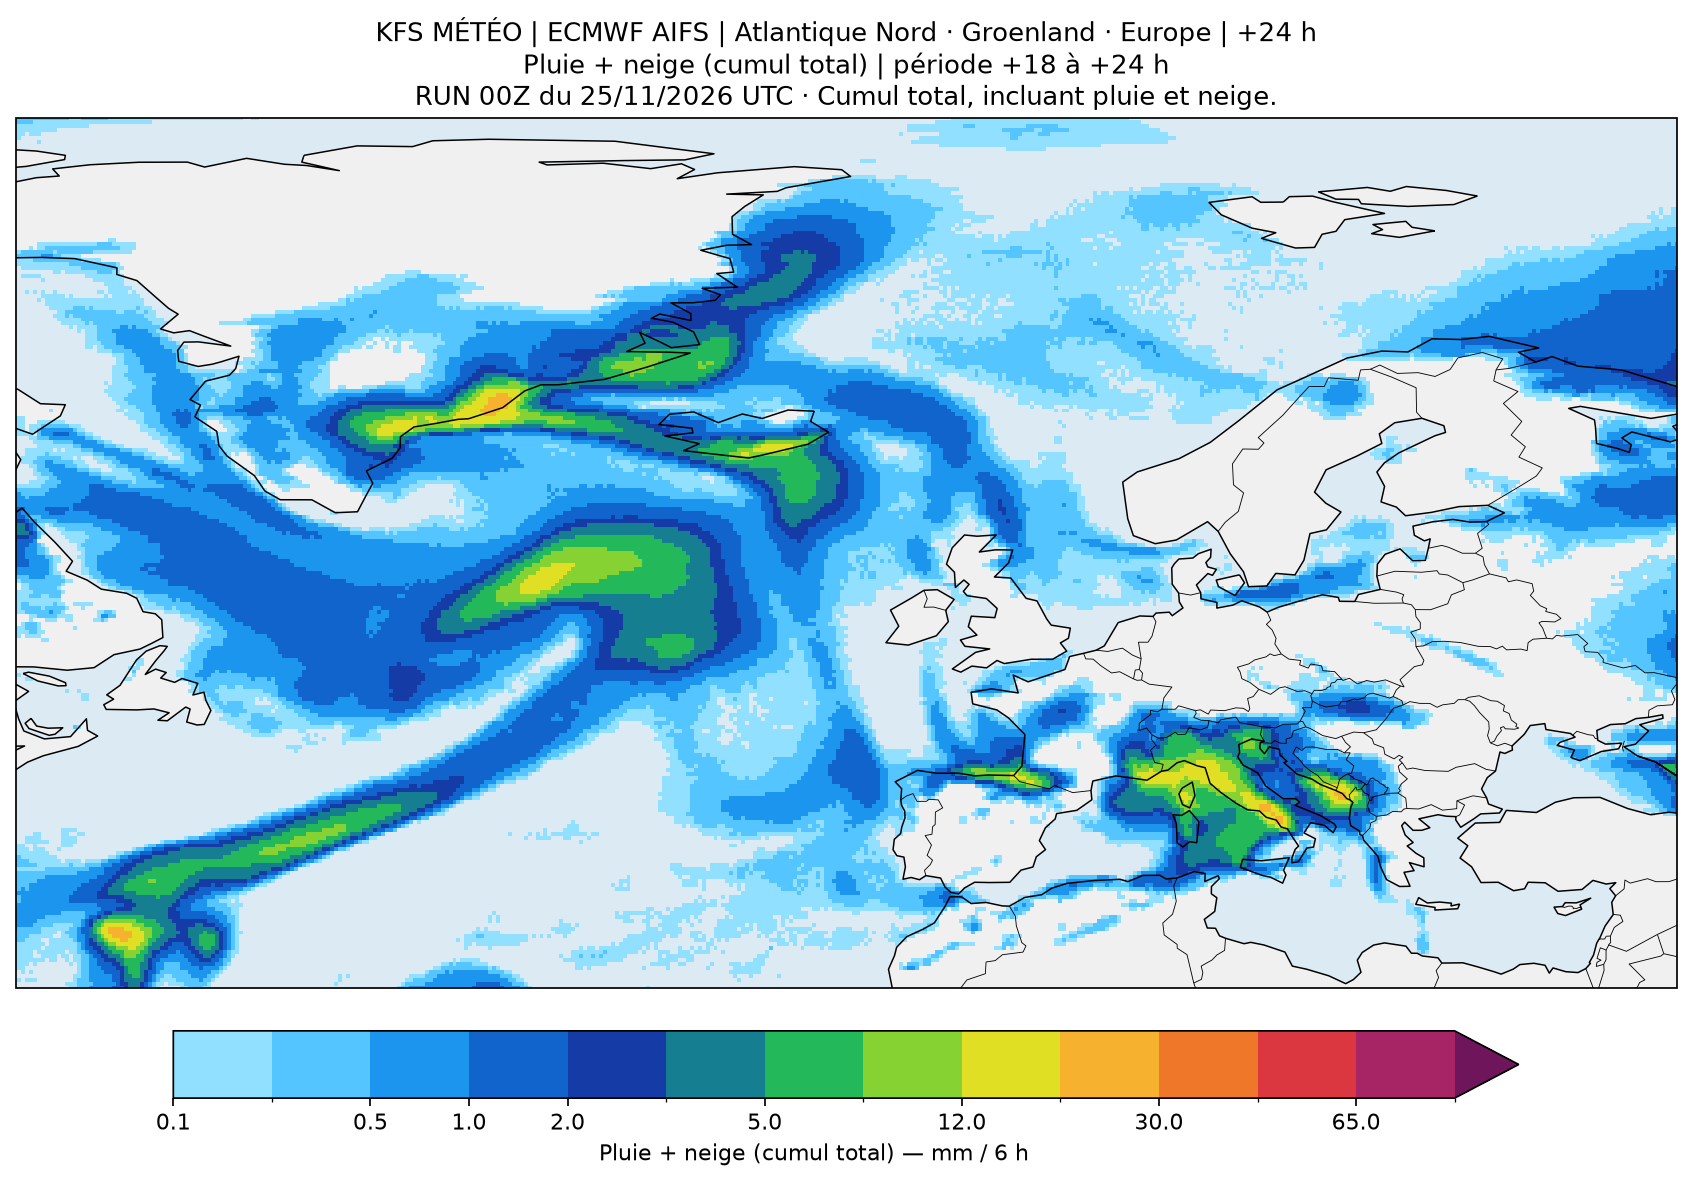 KFS MÉTÉO | ECMWF AIFS | Atlantique Nord · Groenland · Europe | +24 h
Pluie + neige (cumul total) | période +18 à +24 h
RUN 00Z du 25/11/2026 UTC · Cumul total, incluant pluie et neige.
0.1 0.5 1.0 2.0 5.0 12.0 30.0 65.0
Pluie + neige (cumul total) — mm / 6 h